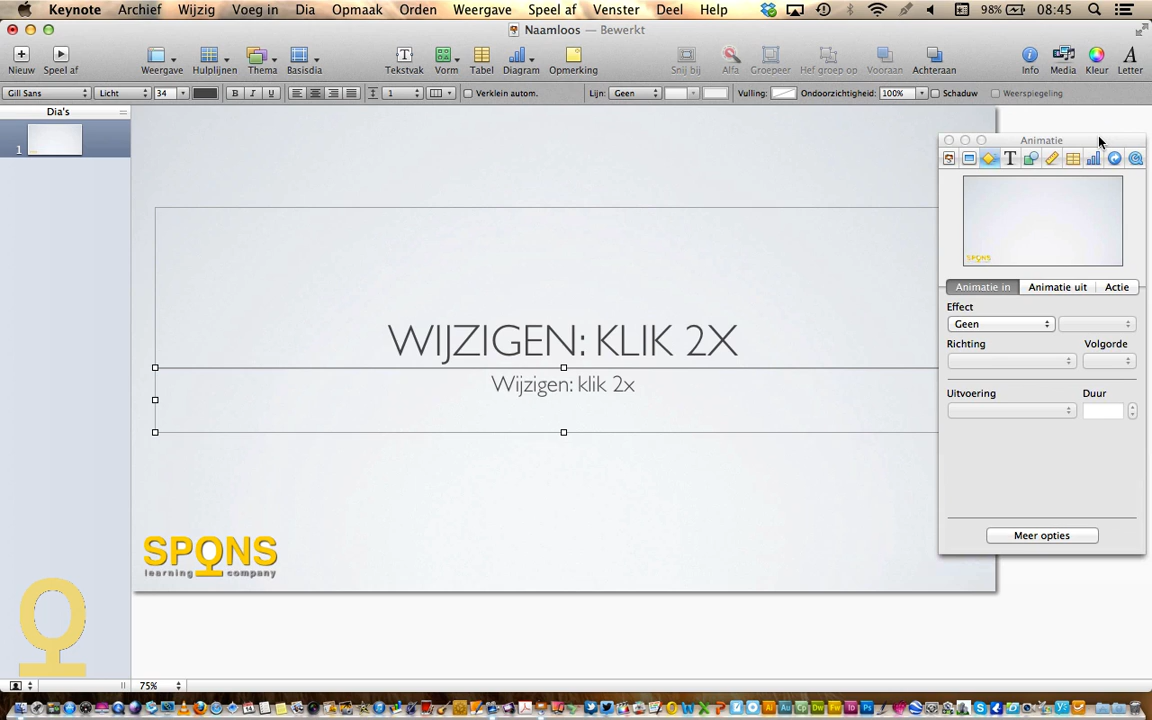 Keynote Archief Wijzig Voeg in Dia Opmaak Orden Weergave Speel af Venster Deel Help 98% 08:45
Naamloos — Bewerkt
Nieuw Speel af Weergave Hulplijnen Thema Basisdia Tekstvak Vorm Tabel Diagram Opmerking Snij bij Alfa Groepeer Hef groep op Vooraan Achteraan Info Media Kleur Letter
Gill Sans Licht 34 B I U 1 Verklein autom. Lijn: Geen Vulling: Ondoorzichtigheid: 100% Schaduw Weerspiegeling
Dia's
1
Animatie
SPONS
Animatie in Animatie uit Actie
Effect
Geen
Richting Volgorde
Uitvoering Duur
Meer opties
WIJZIGEN: KLIK 2X
Wijzigen: klik 2x
SPONS
learning company
75%